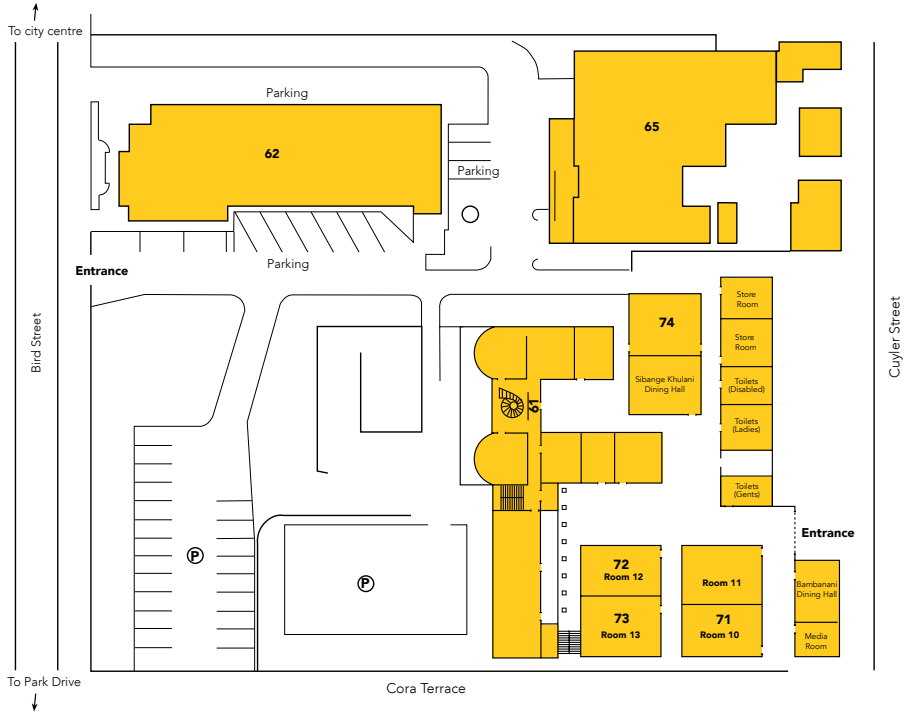 To city centre
Parking
62
65
Parking
Parking
Entrance
Bird Street
Cuyler Street
74
Sibange Khulani
Dining Hall
Store
Room
Store
Room
Toilets
(Disabled)
Toilets
(Ladies)
Toilets
(Gents)
61
Entrance
P
P
72
Room 12
Room 11
73
Room 13
71
Room 10
Bambanani
Dining Hall
Media
Room
To Park Drive
Cora Terrace